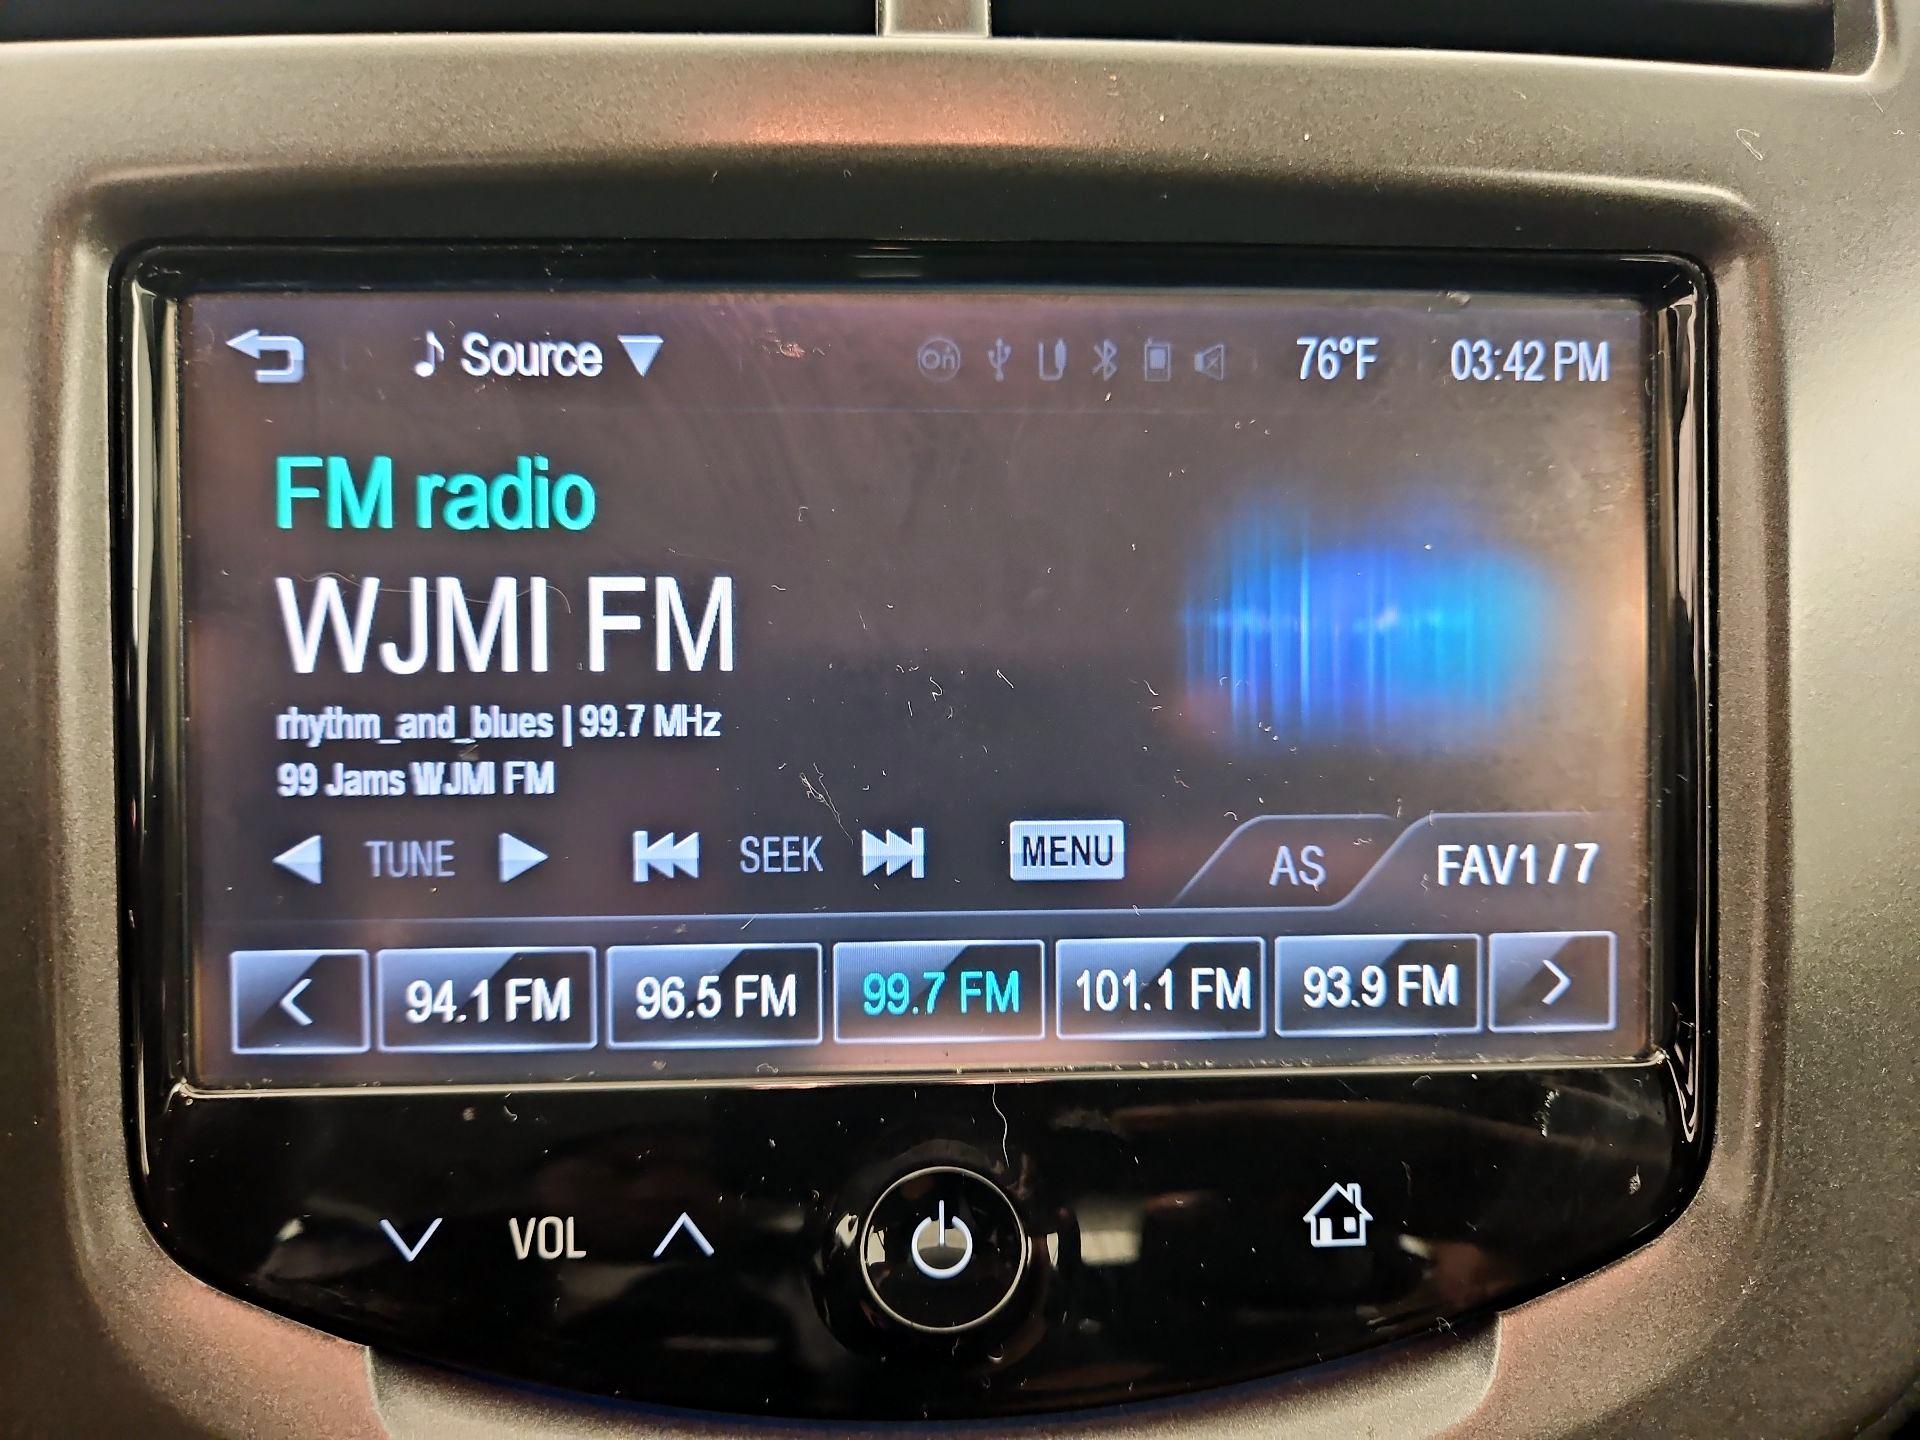 Source 76°F 03:42 PM
FM radio
WJMI FM
rhythm_and_blues | 99.7 MHz
99 Jams WJMI FM
TUNE SEEK MENU AS FAV1 / 7
94.1 FM 96.5 FM 99.7 FM 101.1 FM 93.9 FM
VOL